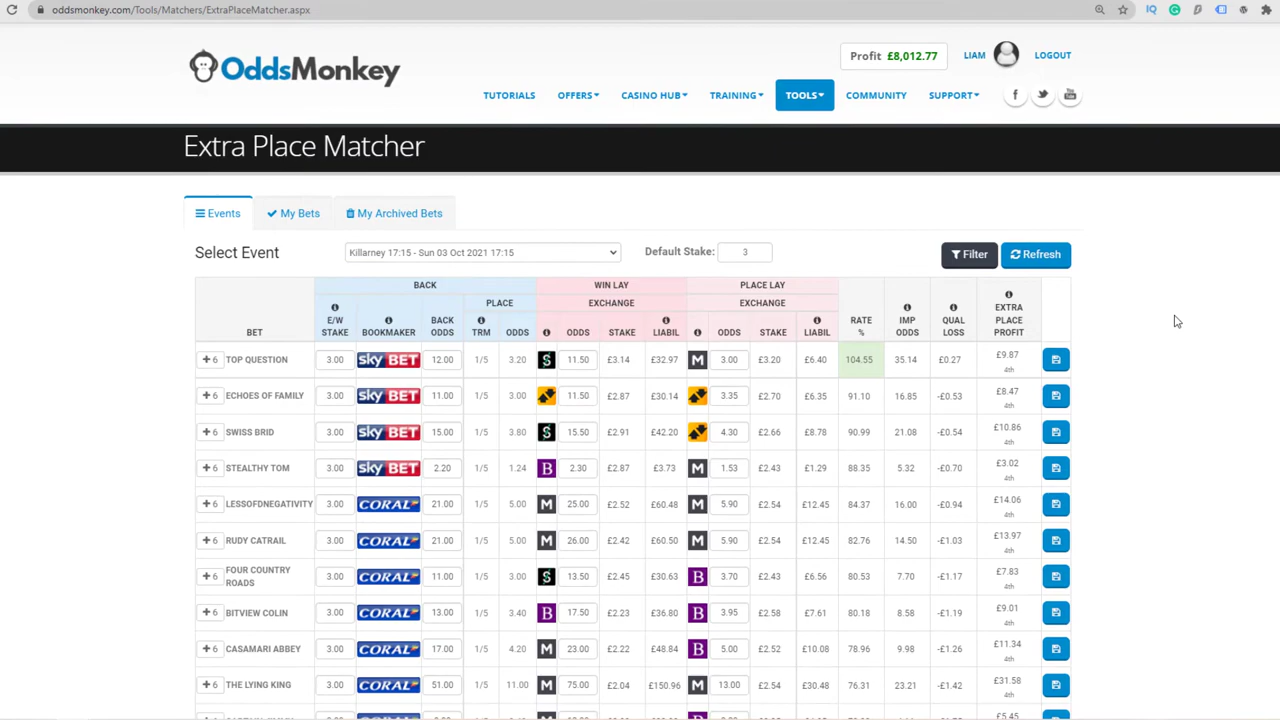 oddsmonkey.com/Tools/Matchers/ExtraPlaceMatcher.aspx
OddsMonkey
Profit £8,012.77 LIAM LOGOUT
TUTORIALS OFFERS CASINO HUB TRAINING TOOLS COMMUNITY SUPPORT
Extra Place Matcher
Events My Bets My Archived Bets
Select Event Killarney 17:15 - Sun 03 Oct 2021 17:15 Default Stake: 3 Filter Refresh
BACK WIN LAY PLACE LAY
PLACE EXCHANGE EXCHANGE
BET E/W STAKE BOOKMAKER BACK ODDS TRM ODDS ODDS STAKE LIABIL ODDS STAKE LIABIL RATE % IMP ODDS QUAL LOSS EXTRA PLACE PROFIT
+ 6 TOP QUESTION 3.00 sky BET 12.00 1/5 3.20 S 11.50 £3.14 £32.97 M 3.00 £3.20 £6.40 104.55 35.14 £0.27 £9.87 4th
+ 6 ECHOES OF FAMILY 3.00 sky BET 11.00 1/5 3.00 11.50 £2.87 £30.14 3.35 £2.70 £6.35 91.10 16.85 -£0.53 £8.47 4th
+ 6 SWISS BRID 3.00 sky BET 15.00 1/5 3.80 S 15.50 £2.91 £42.20 4.30 £2.66 £8.78 90.99 21.08 -£0.54 £10.86 4th
+ 6 STEALTHY TOM 3.00 sky BET 2.20 1/5 1.24 B 2.30 £2.87 £3.73 M 1.53 £2.43 £1.29 88.35 5.32 -£0.70 £3.02 4th
+ 6 LESSOFDNEGATIVITY 3.00 CORAL 21.00 1/5 5.00 M 25.00 £2.52 £60.48 M 5.90 £2.54 £12.45 84.37 16.00 -£0.94 £14.06 4th
+ 6 RUDY CATRAIL 3.00 CORAL 21.00 1/5 5.00 M 26.00 £2.42 £60.50 M 5.90 £2.54 £12.45 82.76 14.50 -£1.03 £13.97 4th
+ 6 FOUR COUNTRY ROADS 3.00 CORAL 11.00 1/5 3.00 S 13.50 £2.45 £30.63 B 3.70 £2.43 £6.56 80.53 7.70 -£1.17 £7.83 4th
+ 6 BITVIEW COLIN 3.00 CORAL 13.00 1/5 3.40 B 17.50 £2.23 £36.80 B 3.95 £2.58 £7.61 80.18 8.58 -£1.19 £9.01 4th
+ 6 CASAMARI ABBEY 3.00 CORAL 17.00 1/5 4.20 M 23.00 £2.22 £48.84 B 5.00 £2.52 £10.08 78.96 9.98 -£1.26 £11.34 4th
+ 6 THE LYING KING 3.00 CORAL 51.00 1/5 11.00 M 75.00 £2.04 £150.96 M 13.00 £2.54 £30.48 76.31 23.21 -£1.42 £31.58 4th
£5.45